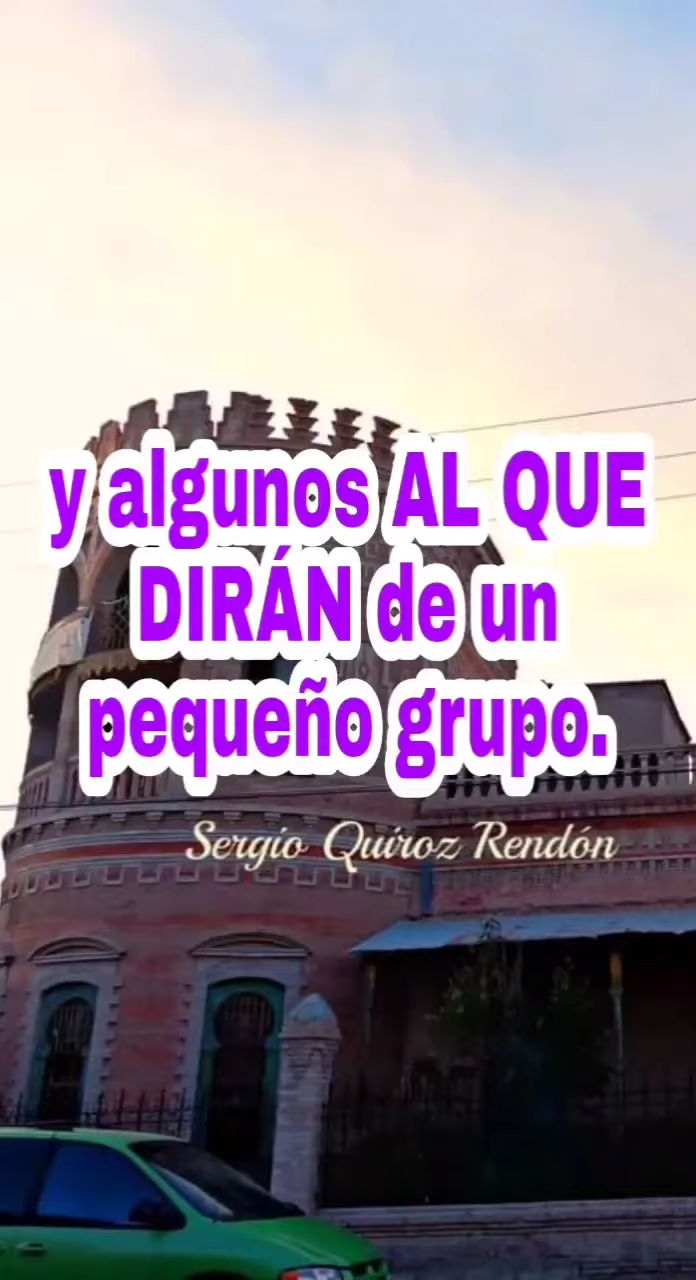 y algunos AL QUE
DIRÁN de un
pequeño grupo.
Sergio Quiroz Rendón